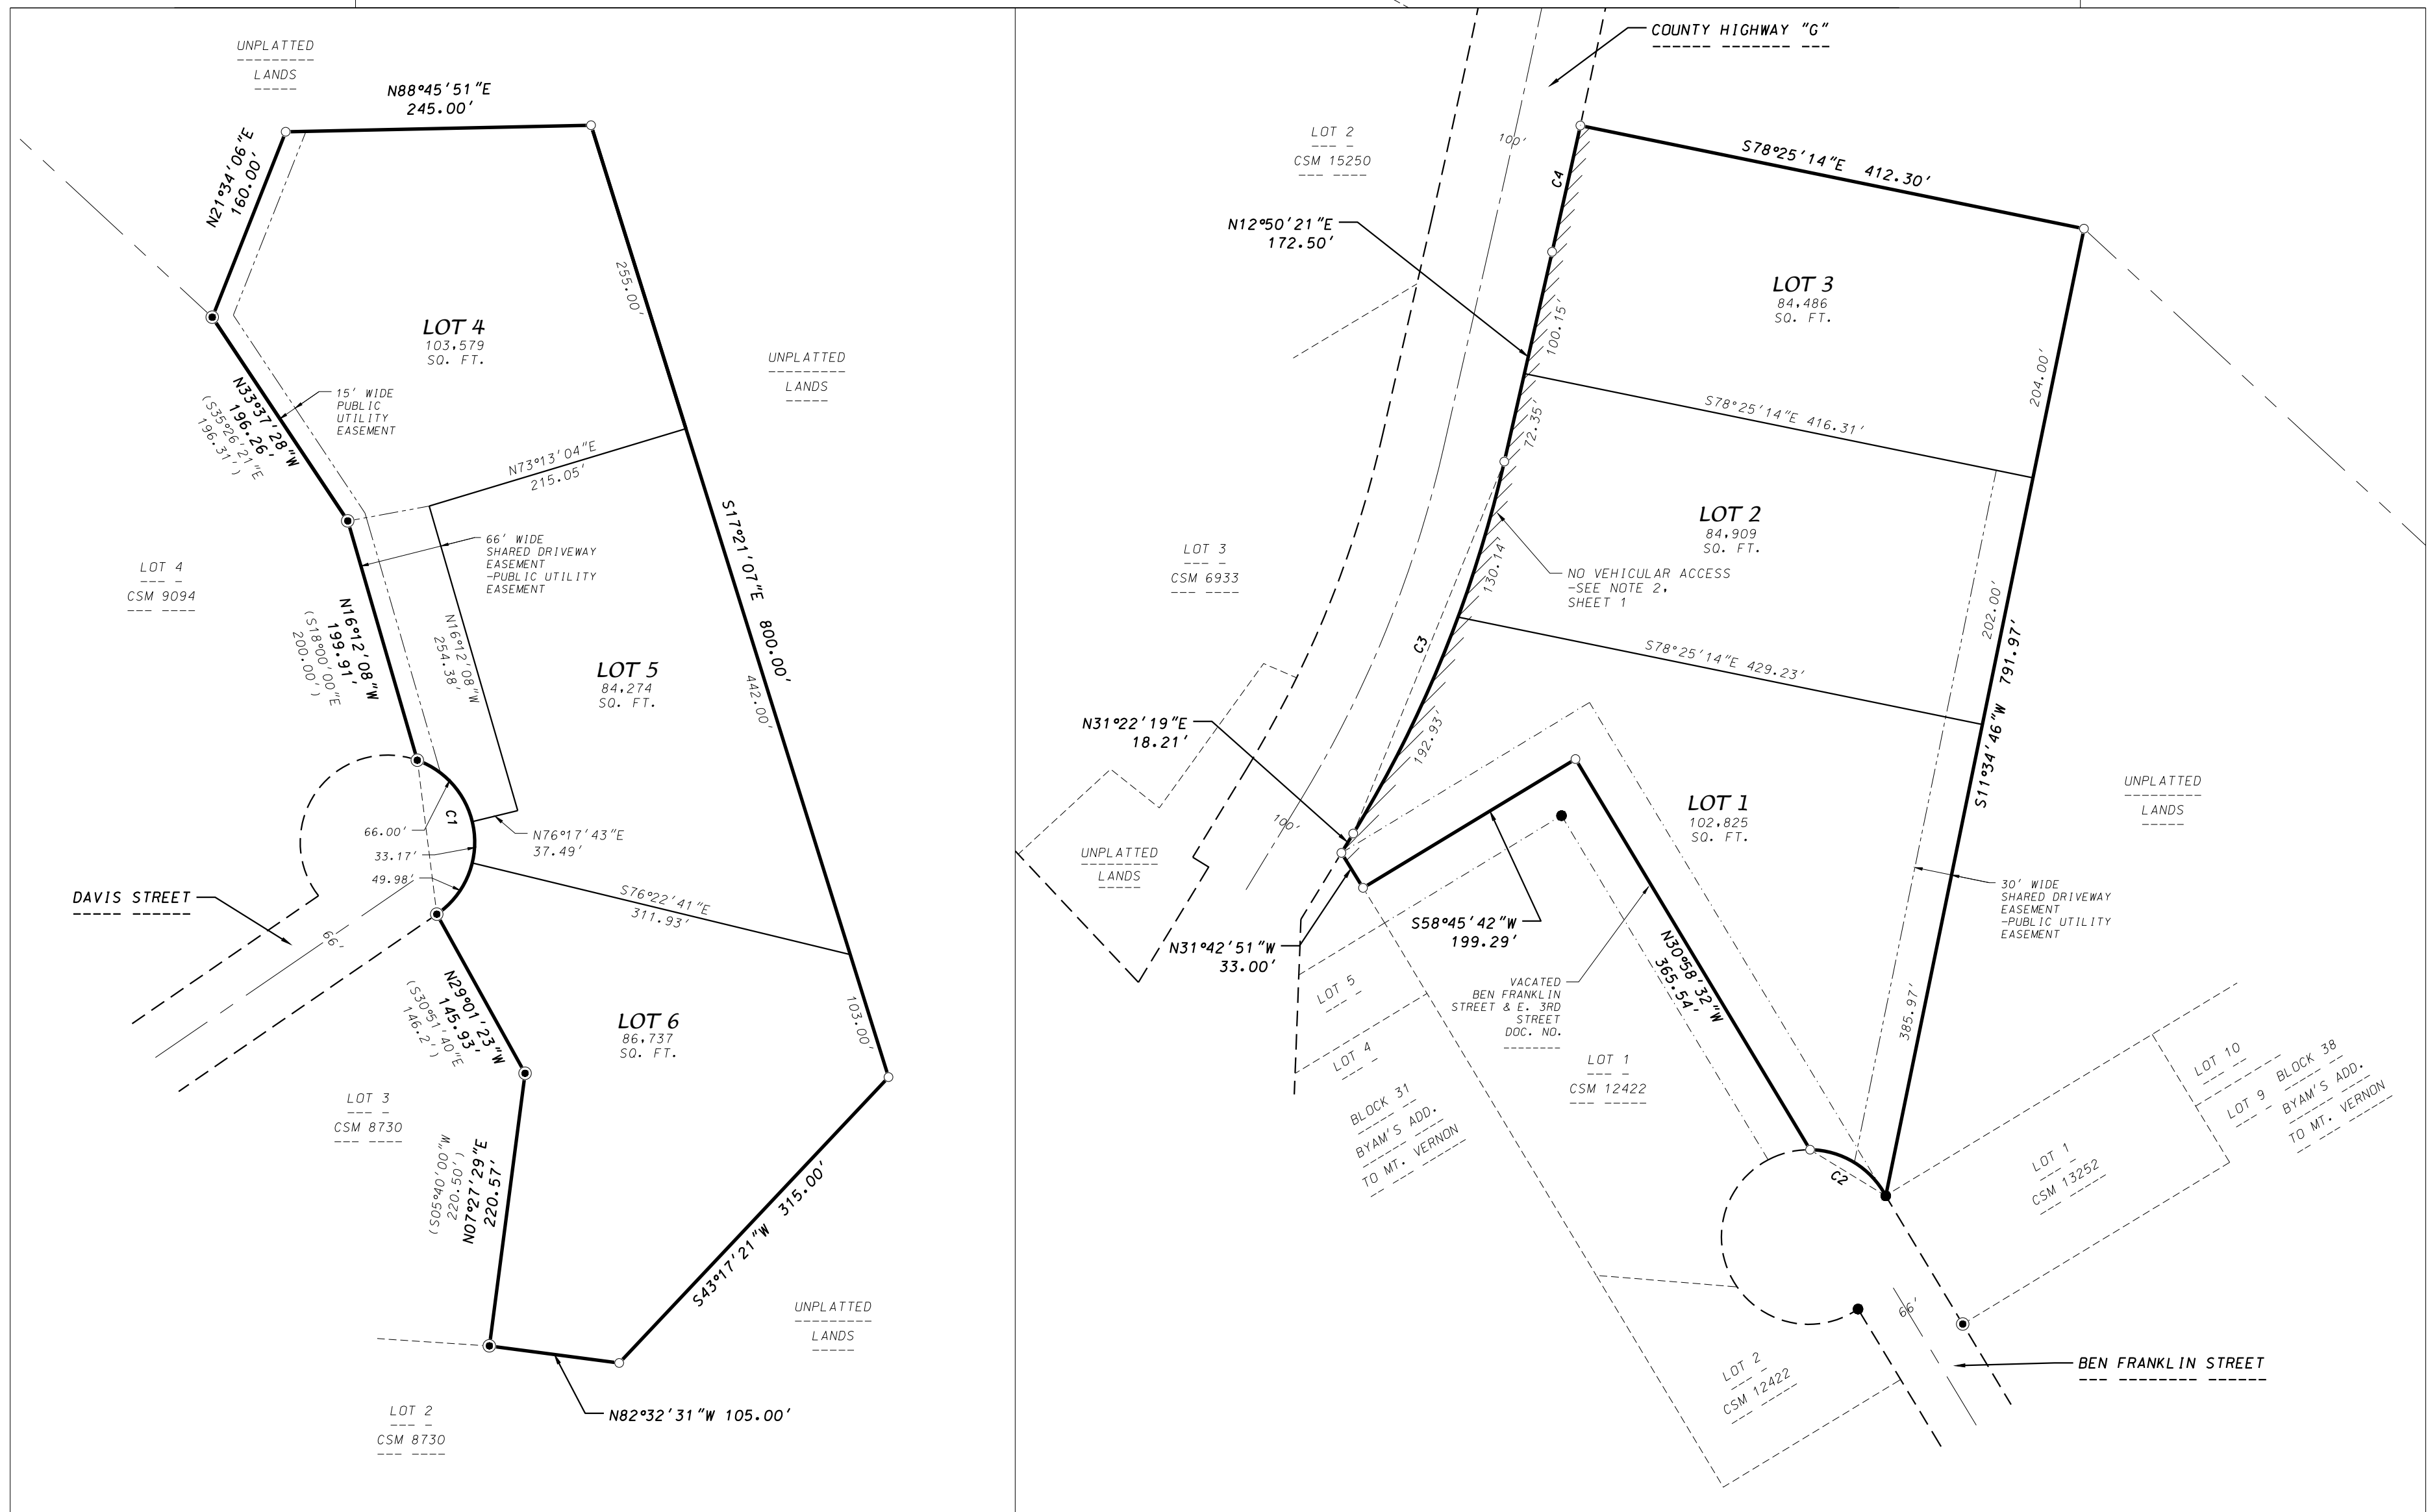 UNPLATTED
LANDS
N88°45'51"E
245.00'
N21°34'06"E
160.00'
255.00'
LOT 4
103,579
SQ. FT.
UNPLATTED
LANDS
15' WIDE
PUBLIC
UTILITY
EASEMENT
N33°37'28"W
196.26'
(S35°26'21"E
196.31')
N73°13'04"E
215.05'
S17°21'07"E 800.00'
66' WIDE
SHARED DRIVEWAY
EASEMENT
-PUBLIC UTILITY
EASEMENT
LOT 4
CSM 9094
N16°12'08"W
199.91'
(S18°00'00"E
200.00')
N16°12'08"W
254.38'
LOT 5
84,274
SQ. FT.
442.00'
C1
66.00'
33.17'
49.98'
N76°17'43"E
37.49'
DAVIS STREET
66'
S76°22'41"E
311.93'
N29°01'23"W
145.93'
(S30°51'40"E
146.2')
103.00'
LOT 6
86,737
SQ. FT.
LOT 3
CSM 8730
(S05°40'00"W
220.50')
N07°27'29"E
220.57'
S43°17'21"W 315.00'
UNPLATTED
LANDS
N82°32'31"W 105.00'
LOT 2
CSM 8730
COUNTY HIGHWAY "G"
LOT 2
CSM 15250
100'
C4
S78°25'14"E 412.30'
N12°50'21"E
172.50'
100.15'
LOT 3
84,486
SQ. FT.
204.00'
72.35'
S78°25'14"E 416.31'
LOT 2
84,909
SQ. FT.
LOT 3
CSM 6933
130.14'
NO VEHICULAR ACCESS
-SEE NOTE 2,
SHEET 1
202.00'
C3
S78°25'14"E 429.23'
S11°34'46"W 791.97'
N31°22'19"E
18.21'
192.93'
100'
LOT 1
102,825
SQ. FT.
UNPLATTED
LANDS
UNPLATTED
LANDS
30' WIDE
SHARED DRIVEWAY
EASEMENT
-PUBLIC UTILITY
EASEMENT
S58°45'42"W
199.29'
N31°42'51"W
33.00'
N30°58'32"W
365.54'
VACATED
BEN FRANKLIN
STREET & E. 3RD
STREET
DOC. NO.
385.97'
LOT 5
LOT 4
BLOCK 31
BYAM'S ADD.
TO MT. VERNON
LOT 1
CSM 12422
LOT 10
LOT 9 BLOCK 38
BYAM'S ADD.
TO MT. VERNON
LOT 1
CSM 13252
C2
66'
LOT 2
CSM 12422
BEN FRANKLIN STREET